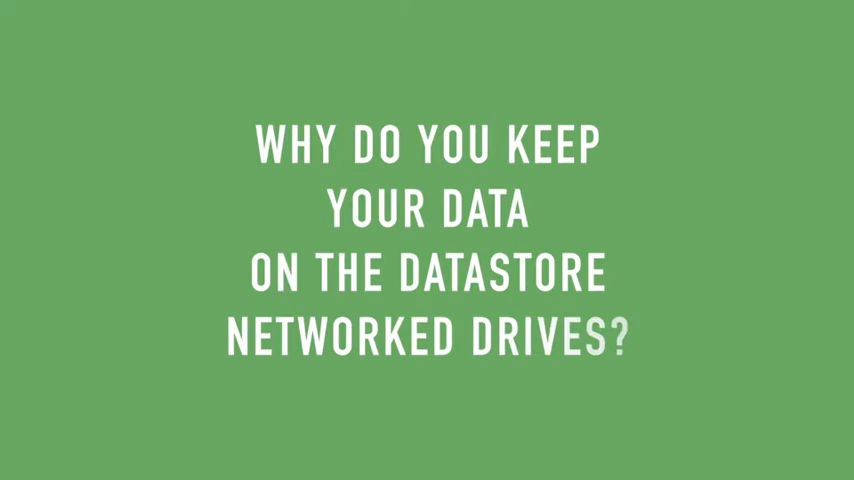 WHY DO YOU KEEP
YOUR DATA
ON THE DATASTORE
NETWORKED DRIVES?